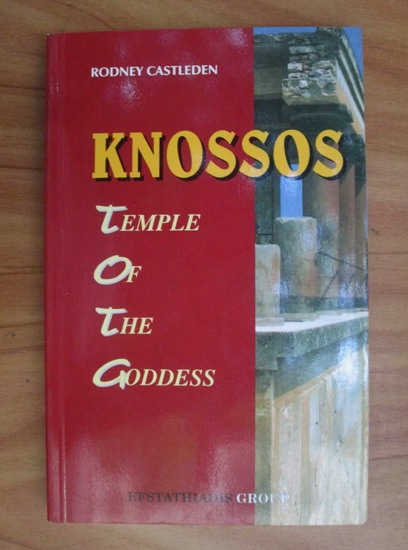 RODNEY CASTLEDEN
KNOSSOS
TEMPLE
OF
THE
GODDESS
EFSTATHIADIS GROUP